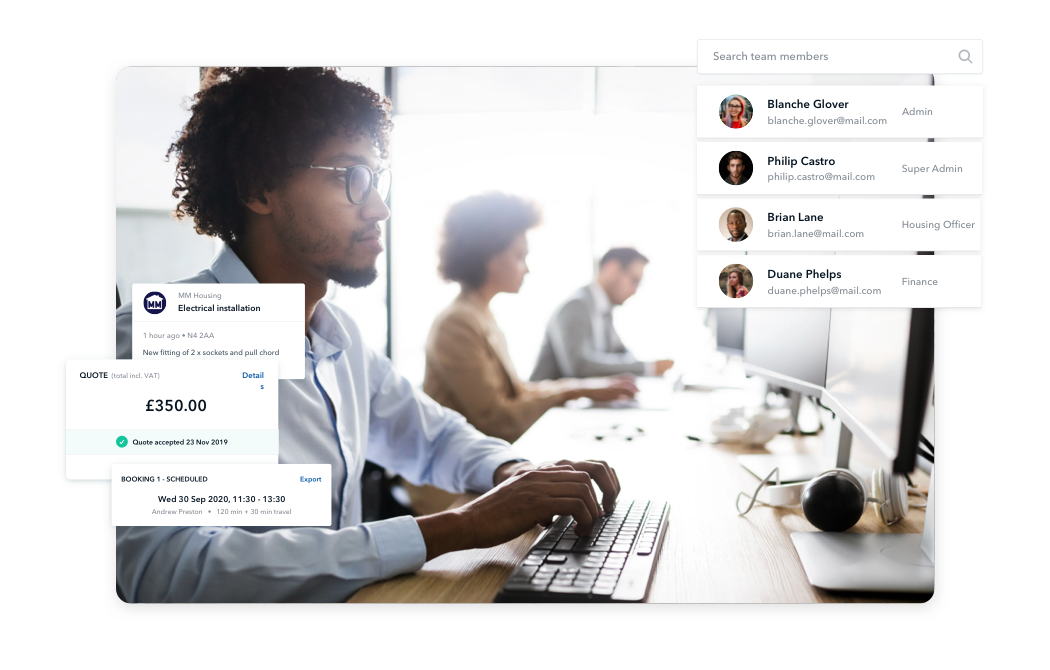 Search team members
Blanche Glover
blanche.glover@mail.com
Admin
Philip Castro
philip.castro@mail.com
Super Admin
Brian Lane
brian.lane@mail.com
Housing Officer
Duane Phelps
duane.phelps@mail.com
Finance
MM
MM Housing
Electrical installation
1 hour ago • N4 2AA
New fitting of 2 x sockets and pull chord
QUOTE (total incl. VAT)
Detail
s
£350.00
Quote accepted 23 Nov 2019
BOOKING 1 - SCHEDULED
Export
Wed 30 Sep 2020, 11:30 - 13:30
Andrew Preston • 120 min + 30 min travel